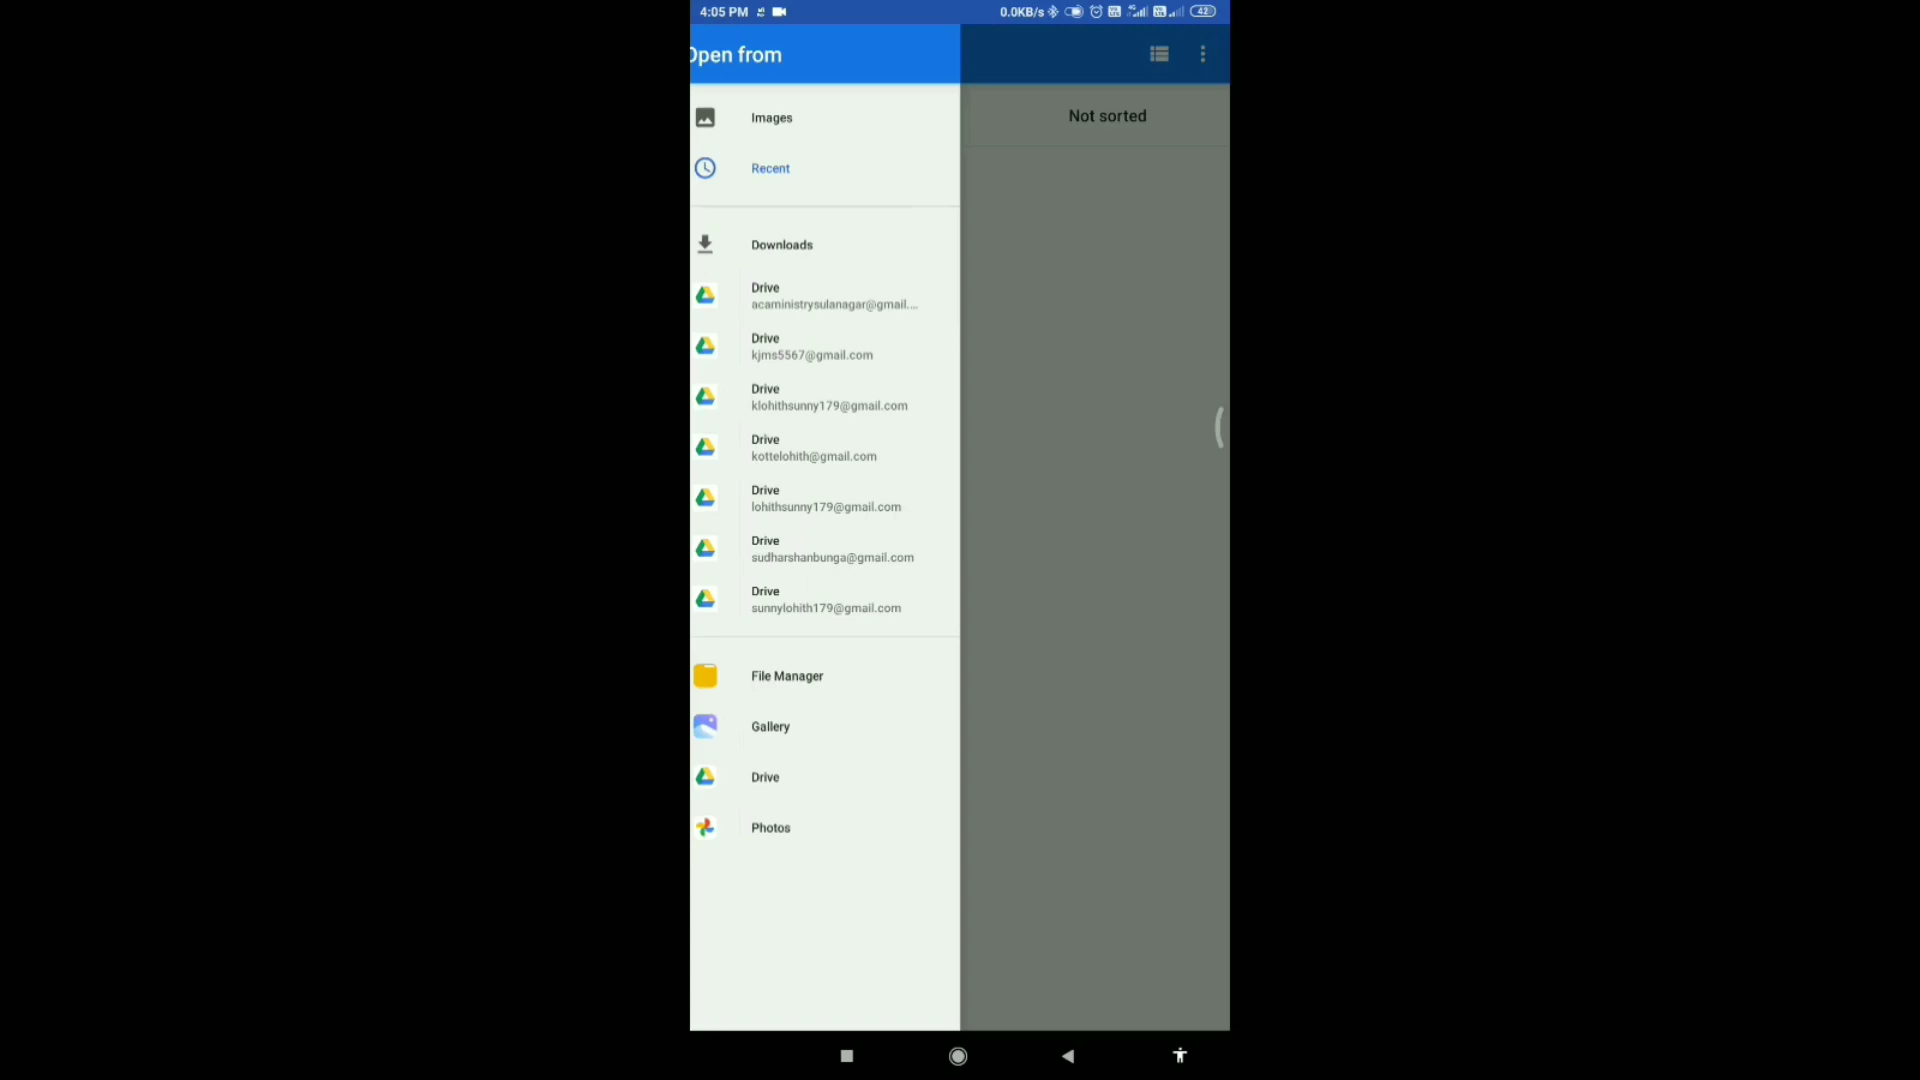 4:05 PM 0.0KB/s 42
Open from
Not sorted
Images
Recent
Downloads
Drive
acaministrysulanagar@gmail....
Drive
kjms5567@gmail.com
Drive
klohithsunny179@gmail.com
Drive
kottelohith@gmail.com
Drive
lohithsunny179@gmail.com
Drive
sudharshanbunga@gmail.com
Drive
sunnylohith179@gmail.com
File Manager
Gallery
Drive
Photos